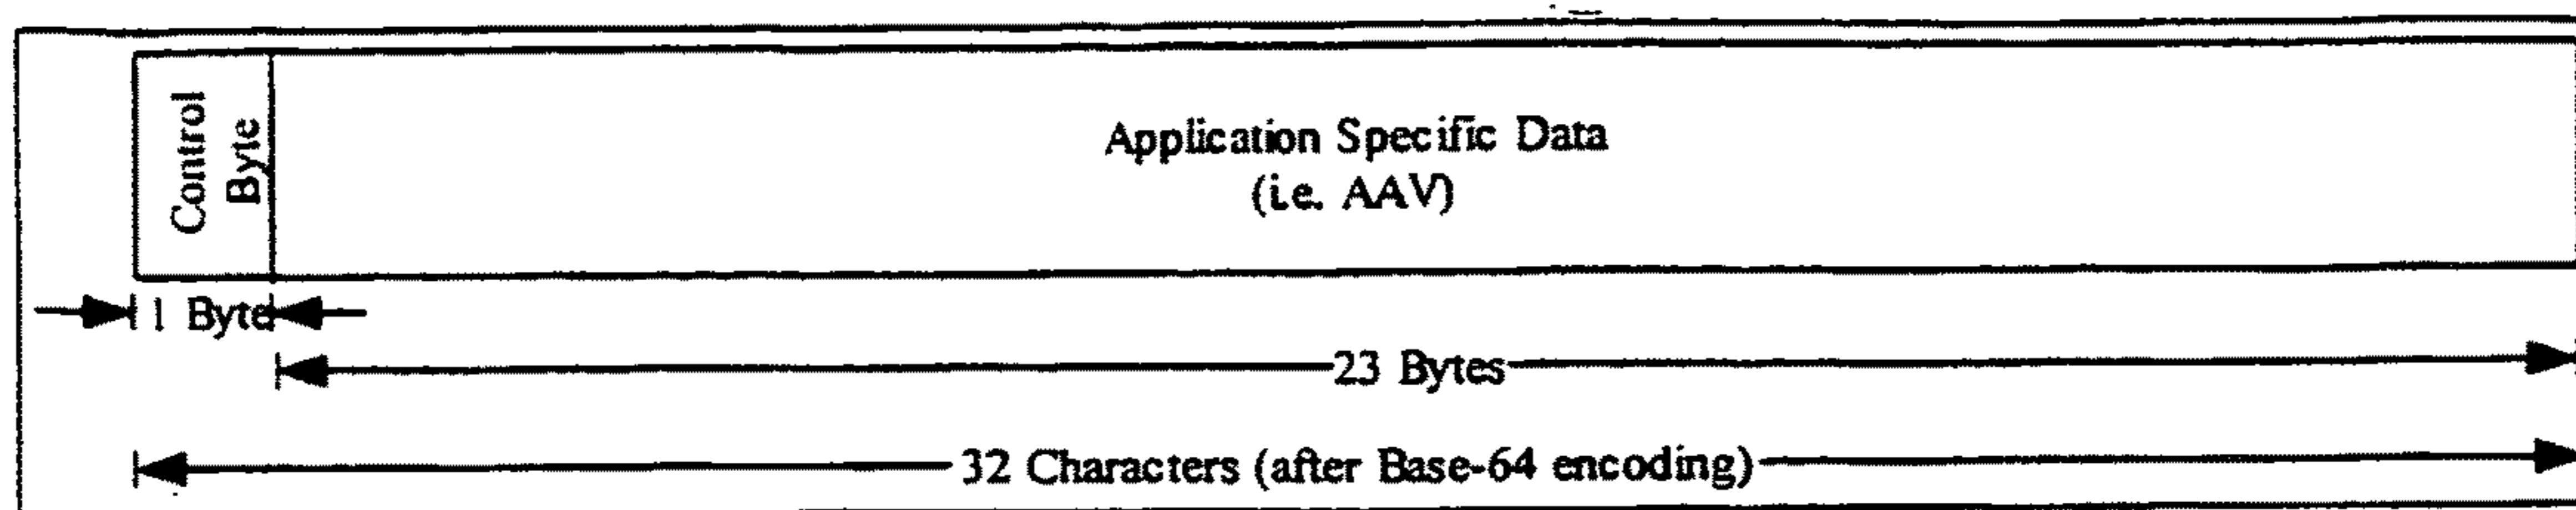 Control
Byte
Application Specific Data
(i.e. AAV)
1 Byte
23 Bytes
32 Characters (after Base-64 encoding)